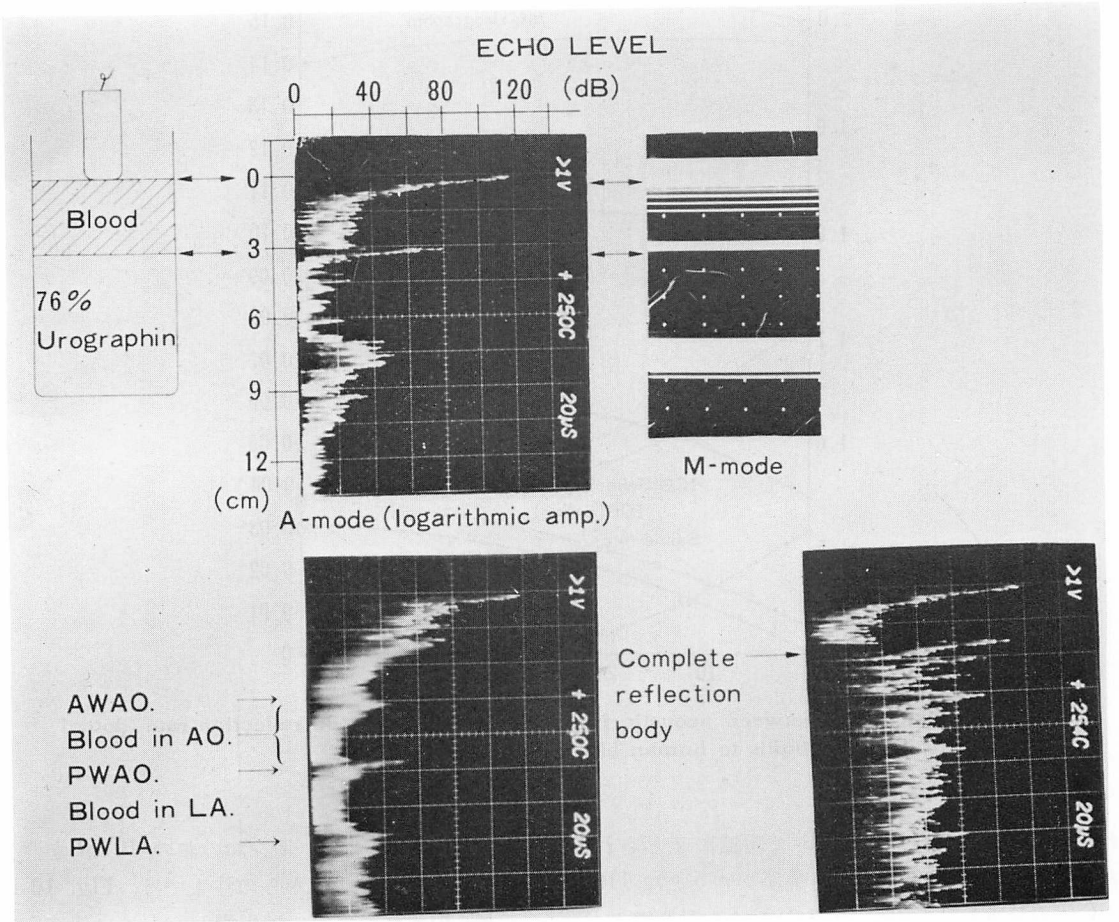 ECHO LEVEL
0 40 80 120 (dB)
Blood
76%
Urographin
0
3
6
9
12
(cm)
>1V
+ 250C
20µS
A-mode (logarithmic amp.)
M-mode
AWAO.
Blood in AO.
PWAO.
Blood in LA.
PWLA.
>1V
+ 250C
20µS
Complete
reflection
body
>1V
+ 254C
20µS